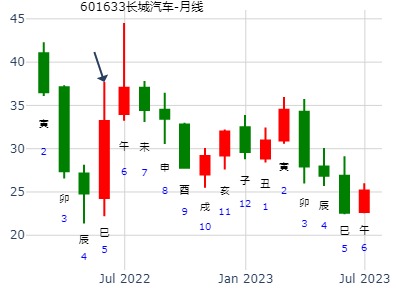 601633长城汽车-月线
45
40
35
30
25
20
寅
2
卯
3
辰
4
巳
5
午
6
未
7
申
8
酉
9
戌
10
亥
11
子
12
丑
1
寅
2
卯
3
辰
4
巳
5
午
6
Jul 2022
Jan 2023
Jul 2023